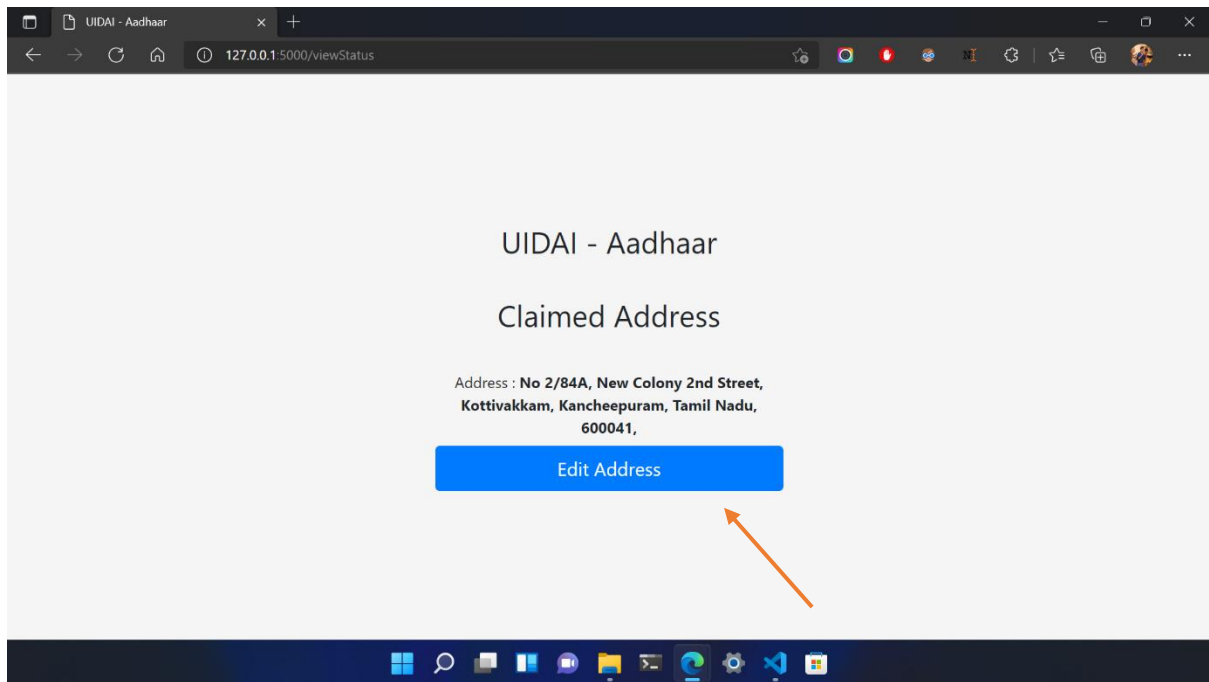 UIDAI - Aadhaar
127.0.0.1:5000/viewStatus
UIDAI - Aadhaar
Claimed Address
Address : No 2/84A, New Colony 2nd Street,
Kottivakkam, Kancheepuram, Tamil Nadu,
600041,
Edit Address